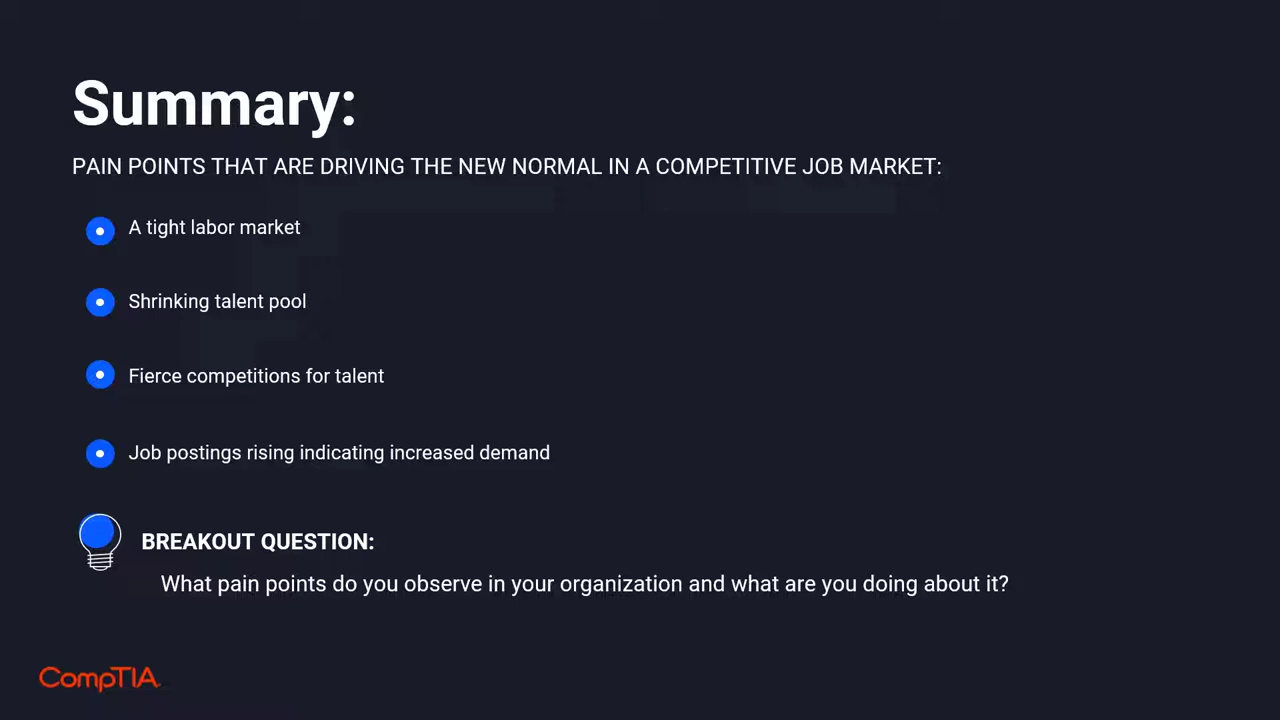 Summary:
PAIN POINTS THAT ARE DRIVING THE NEW NORMAL IN A COMPETITIVE JOB MARKET:
A tight labor market
Shrinking talent pool
Fierce competitions for talent
Job postings rising indicating increased demand
BREAKOUT QUESTION:
What pain points do you observe in your organization and what are you doing about it?
CompTIA.